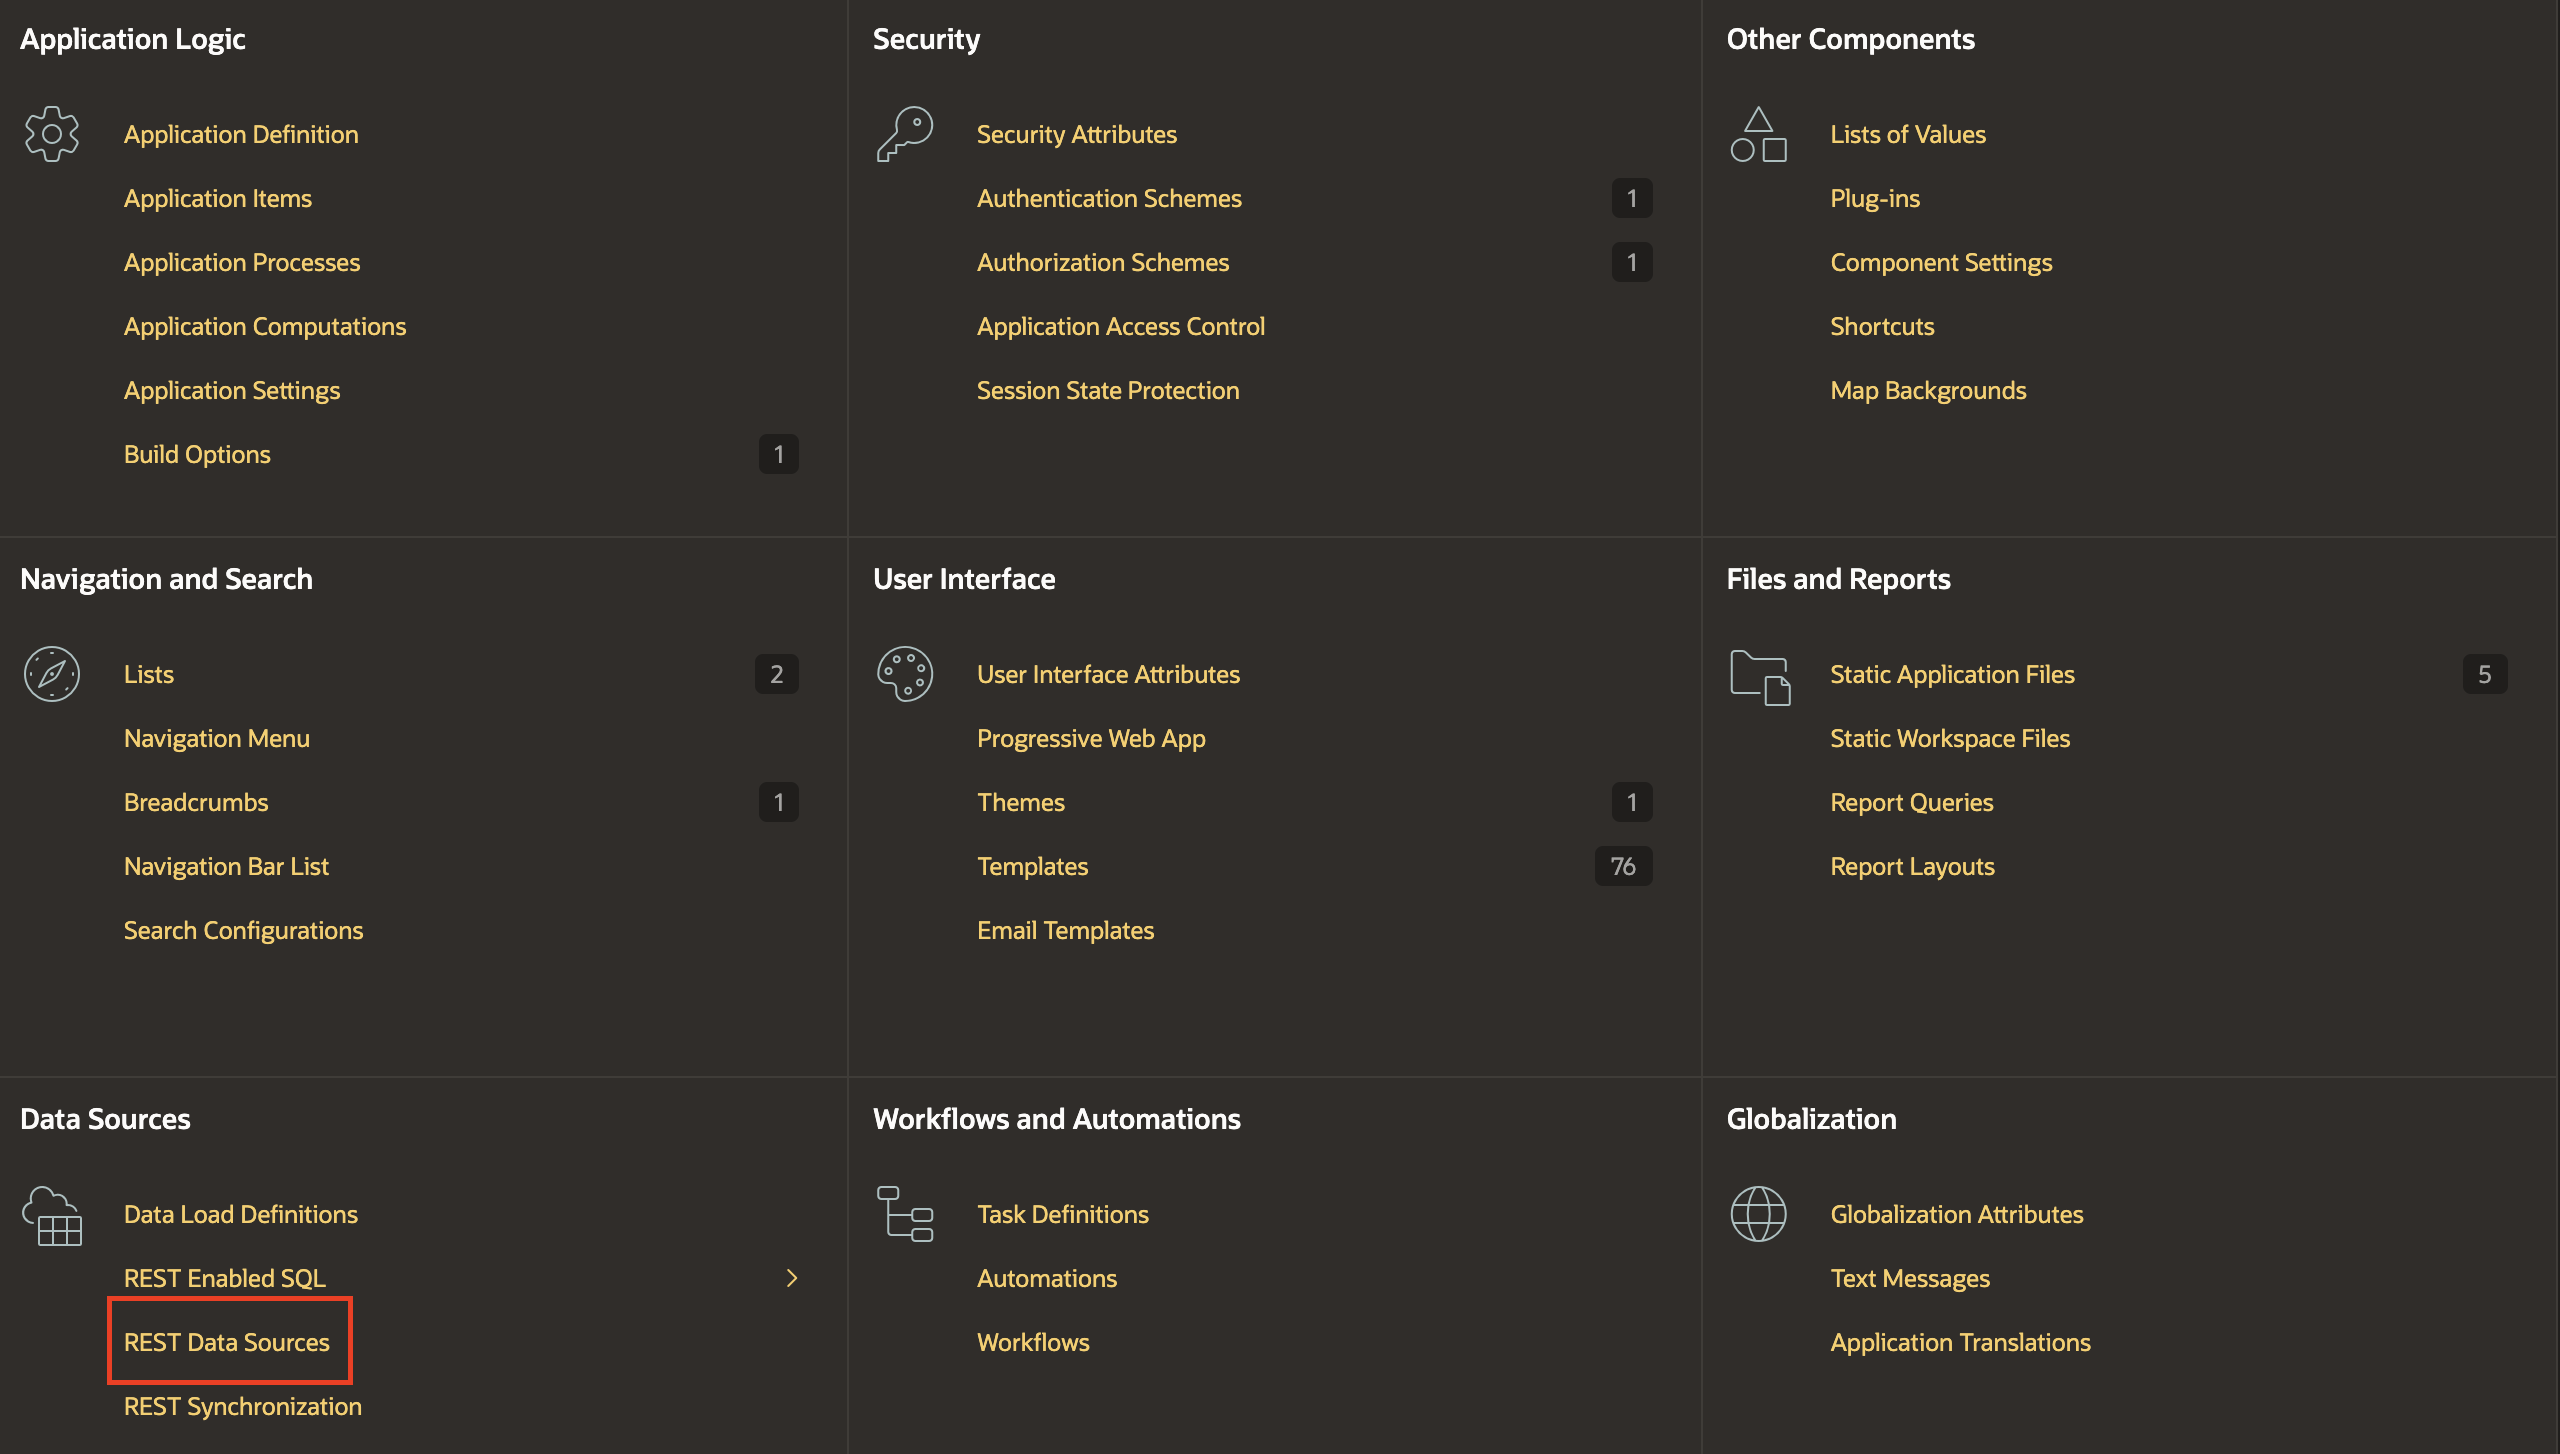 Application Logic
Application Definition
Application Items
Application Processes
Application Computations
Application Settings
Build Options 1
Security
Security Attributes
Authentication Schemes 1
Authorization Schemes 1
Application Access Control
Session State Protection
Other Components
Lists of Values
Plug-ins
Component Settings
Shortcuts
Map Backgrounds
Navigation and Search
Lists 2
Navigation Menu
Breadcrumbs 1
Navigation Bar List
Search Configurations
User Interface
User Interface Attributes
Progressive Web App
Themes 1
Templates 76
Email Templates
Files and Reports
Static Application Files 5
Static Workspace Files
Report Queries
Report Layouts
Data Sources
Data Load Definitions
REST Enabled SQL
REST Data Sources
REST Synchronization
Workflows and Automations
Task Definitions
Automations
Workflows
Globalization
Globalization Attributes
Text Messages
Application Translations